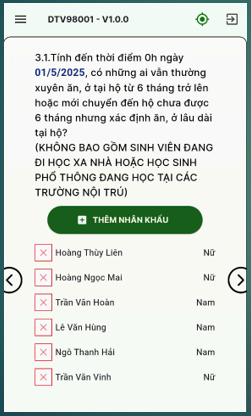 DTV98001 - V1.0.0
3.1.Tính đến thời điểm 0h ngày
01/5/2025, có những ai vẫn thường
xuyên ăn, ở tại hộ từ 6 tháng trở lên
hoặc mới chuyển đến hộ chưa được
6 tháng nhưng xác định ăn, ở lâu dài
tại hộ?
(KHÔNG BAO GỒM SINH VIÊN ĐANG
ĐI HỌC XA NHÀ HOẶC HỌC SINH
PHỔ THÔNG ĐANG HỌC TẠI CÁC
TRƯỜNG NỘI TRÚ)
THÊM NHÂN KHẨU
Hoàng Thùy Liên Nữ
Hoàng Ngọc Mai Nữ
Trần Văn Hoàn Nam
Lê Văn Hùng Nam
Ngô Thanh Hải Nam
Trần Văn Vinh Nữ